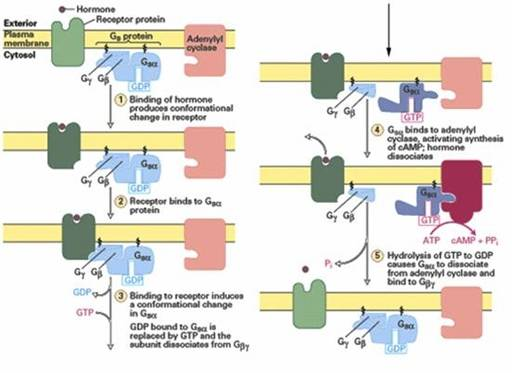 Hormone
Receptor protein
Exterior
Plasma
membrane
Cytosol
Gs protein
Adenylyl
cyclase
Gγ Gβ
Gsα
GDP
1 Binding of hormone
produces conformational
change in receptor
Gγ Gβ
Gsα
GDP
2 Receptor binds to Gsα
protein
Gγ Gβ
Gsα
GDP
GDP
GTP
3 Binding to receptor induces
a conformational change
in Gsα
GDP bound to Gsα is
replaced by GTP and the
subunit dissociates from Gβγ
Gγ Gβ
Gsα
GTP
4 Gsα binds to adenylyl
cyclase, activating synthesis
of cAMP; hormone
dissociates
Gγ Gβ
Gsα
GTP
ATP cAMP + PPi
Pi
5 Hydrolysis of GTP to GDP
causes Gsα to dissociate
from adenylyl cyclase and
bind to Gβγ
Gγ Gβ
Gsα
GDP